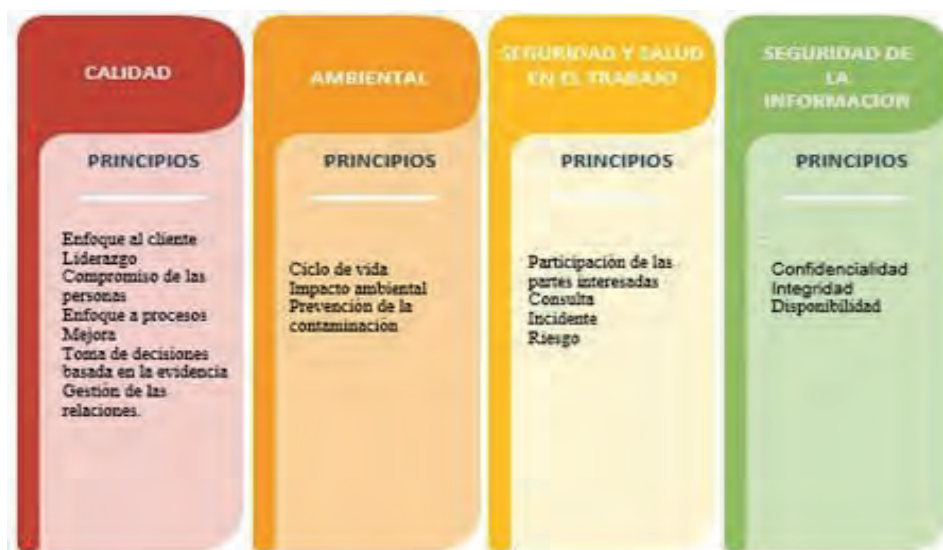 CALIDAD
PRINCIPIOS
Enfoque al cliente
Liderazgo
Compromiso de las
personas
Enfoque a procesos
Mejora
Toma de decisiones
basada en la evidencia
Gestión de las
relaciones.
AMBIENTAL
PRINCIPIOS
Ciclo de vida
Impacto ambiental
Prevención de la
contaminación
SEGURIDAD Y SALUD
EN EL TRABAJO
PRINCIPIOS
Participación de las
partes interesadas
Consulta
Incidente
Riesgo
SEGURIDAD DE
LA
INFORMACION
PRINCIPIOS
Confidencialidad
Integridad
Disponibilidad